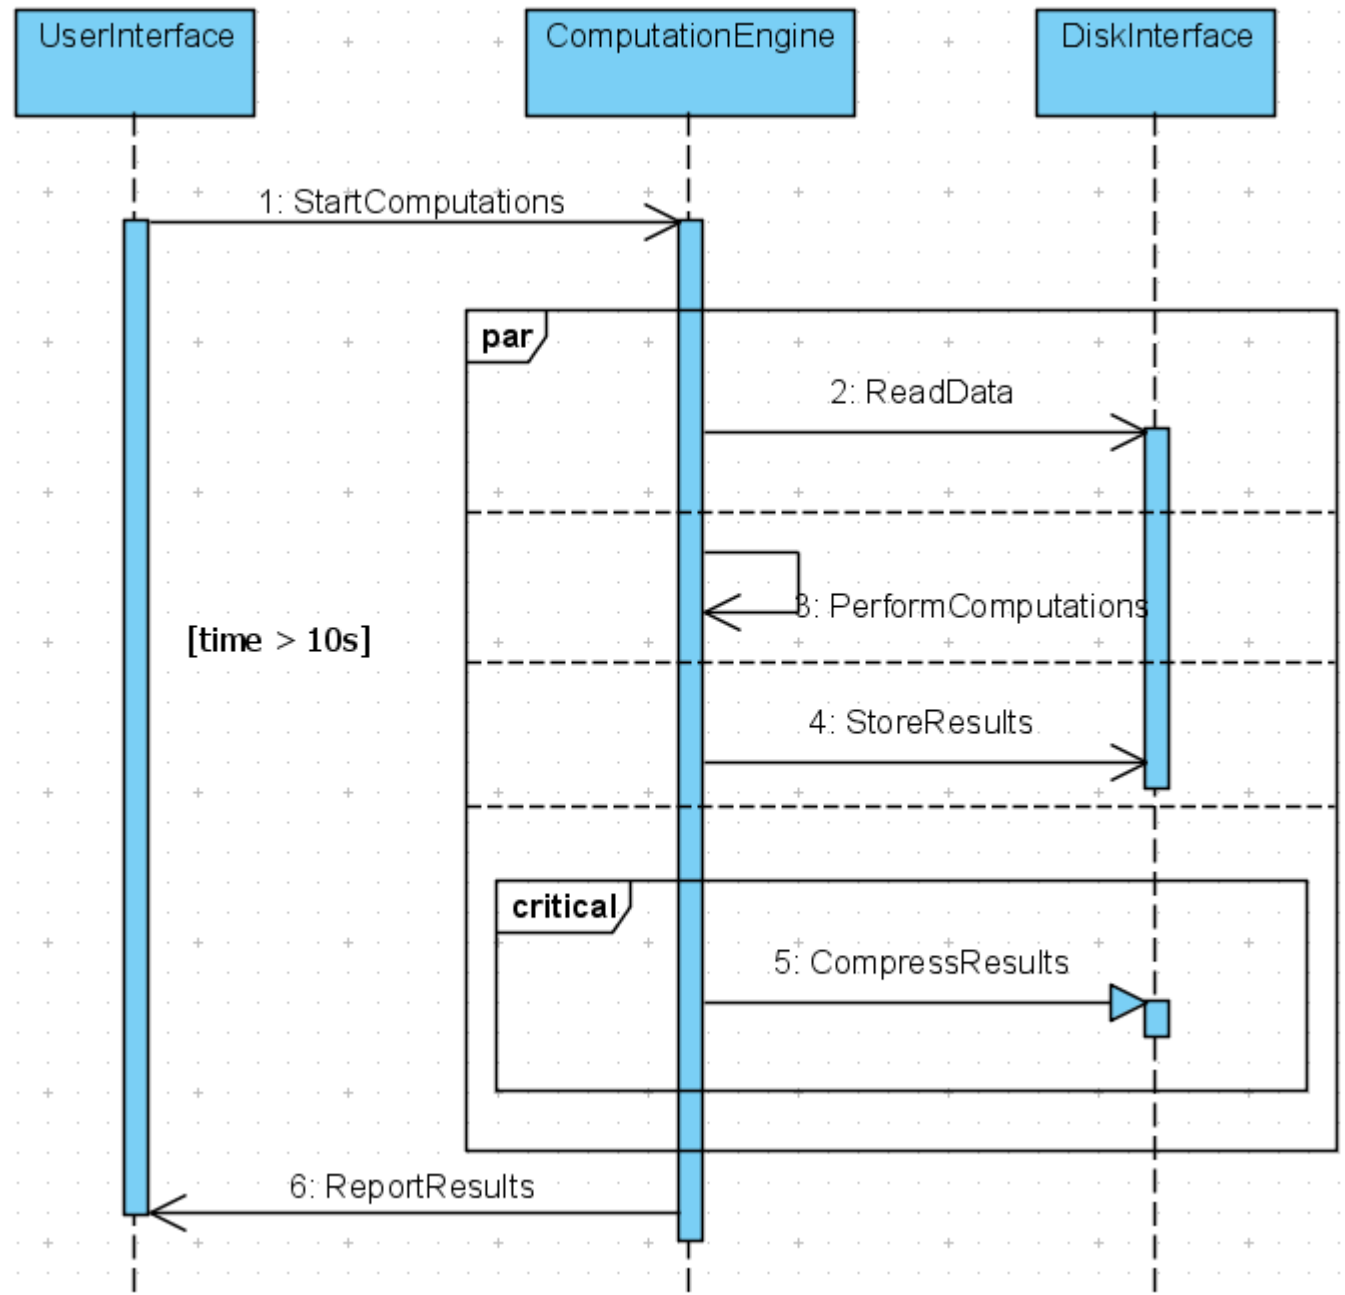 UserInterface
ComputationEngine
DiskInterface
1: StartComputations
par
2: ReadData
3: PerformComputations
[time > 10s]
4: StoreResults
critical
5: CompressResults
6: ReportResults